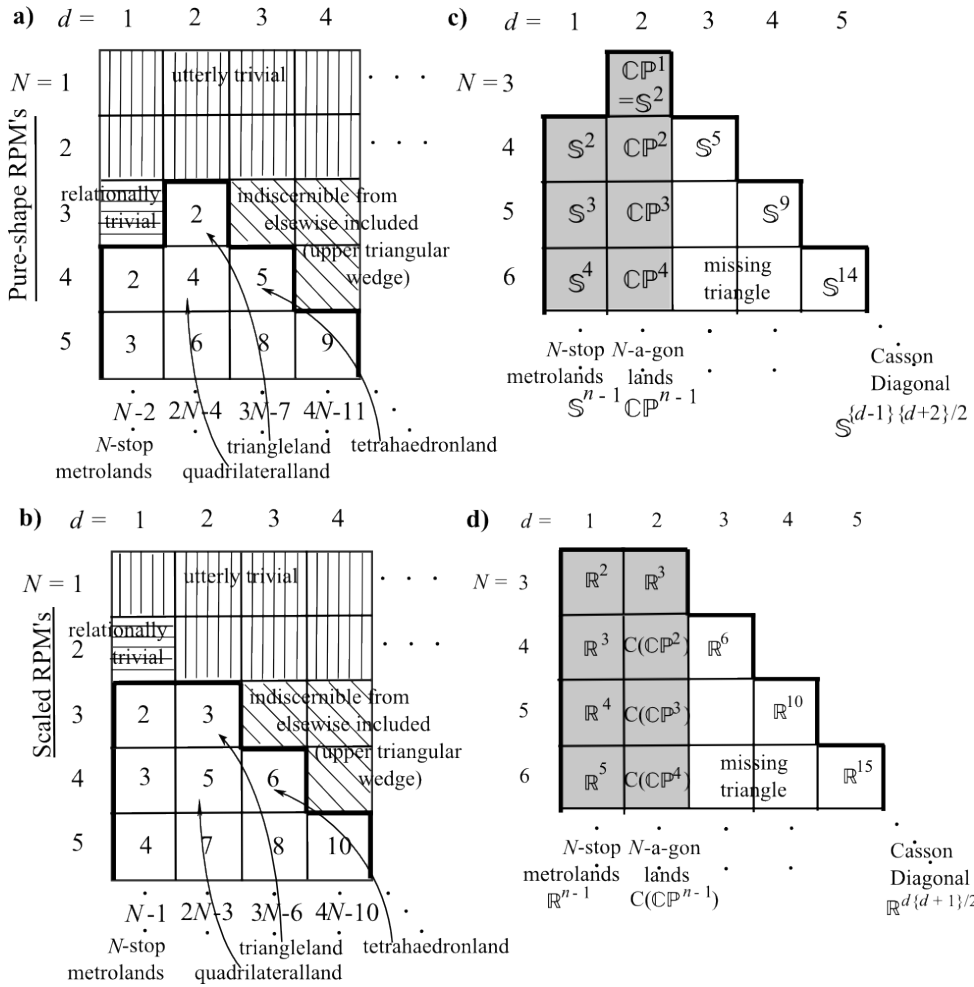 a) d = 1 2 3 4
N = 1 utterly trivial . . .
2 . . .
Pure-shape RPM's
relationally indiscernible from
3 trivial 2 elsewise included
(upper triangular
wedge)
4 2 4 5
5 3 6 8 9
N-2 2N-4 3N-7 4N-11
N-stop triangleland tetrahaedronland
metrolands quadrilateralland
c) d = 1 2 3 4 5
N = 3 ℂℙ¹
=𝕊²
4 𝕊² ℂℙ² 𝕊⁵
5 𝕊³ ℂℙ³ 𝕊⁹
6 𝕊⁴ ℂℙ⁴ missing 𝕊¹⁴
triangle
N-stop N-a-gon Casson
metrolands lands Diagonal
𝕊ⁿ⁻¹ ℂℙⁿ⁻¹ 𝕊^{d-1}{d+2}/2
b) d = 1 2 3 4
N = 1 utterly trivial . . .
relationally
2 trivial . . .
Scaled RPM's
indiscernible from
3 2 3 elsewise included
(upper triangular
wedge)
4 3 5 6
5 4 7 8 10
N-1 2N-3 3N-6 4N-10
N-stop triangleland tetrahaedronland
metrolands quadrilateralland
d) d = 1 2 3 4 5
N = 3 ℝ² ℝ³
4 ℝ³ C(ℂℙ²) ℝ⁶
5 ℝ⁴ C(ℂℙ³) ℝ¹⁰
6 ℝ⁵ C(ℂℙ⁴) missing ℝ¹⁵
triangle
N-stop N-a-gon Casson
metrolands lands Diagonal
ℝⁿ⁻¹ C(ℂℙⁿ⁻¹) ℝ^d{d+1}/2